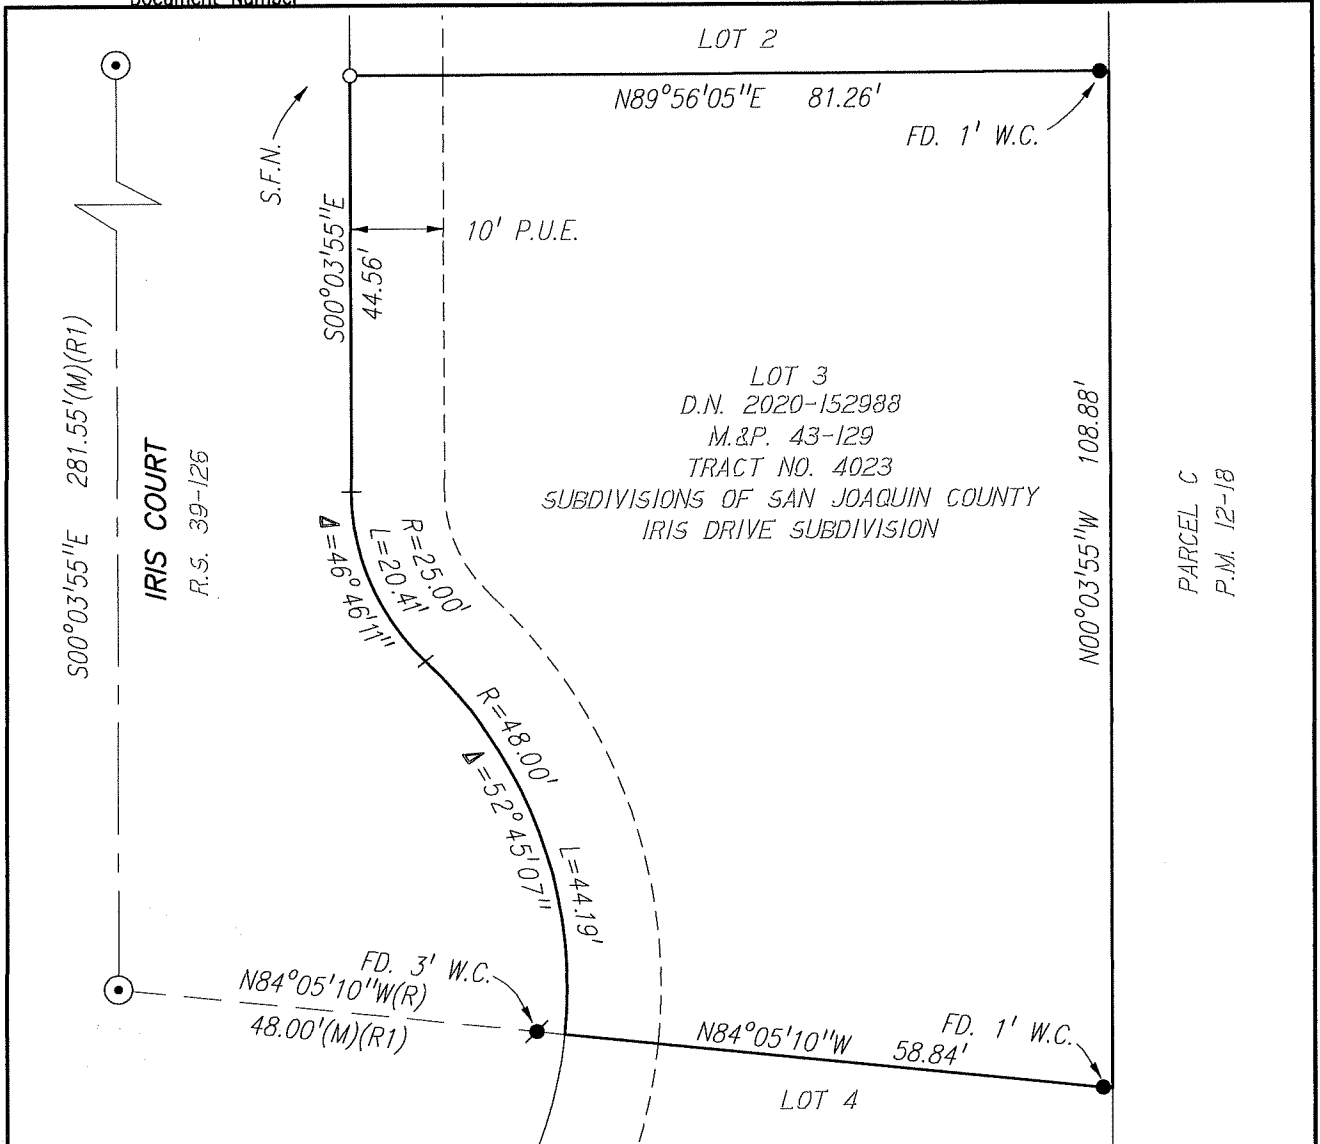 Document Number
LOT 2
N89°56'05"E 81.26'
FD. 1' W.C.
S.F.N.
S00°03'55"E
44.56'
10' P.U.E.
S00°03'55"E 281.55'(M)(R1)
IRIS COURT
R.S. 39-126
LOT 3
D.N. 2020-152988
M.&P. 43-129
TRACT NO. 4023
SUBDIVISIONS OF SAN JOAQUIN COUNTY
IRIS DRIVE SUBDIVISION
N00°03'55"W 108.88'
PARCEL C
P.M. 12-18
R=25.00'
L=20.41'
Δ=46°46'11"
R=48.00'
Δ=52°45'07"
L=44.19'
FD. 3' W.C.
N84°05'10"W(R)
48.00'(M)(R1)
N84°05'10"W 58.84'
FD. 1' W.C.
LOT 4